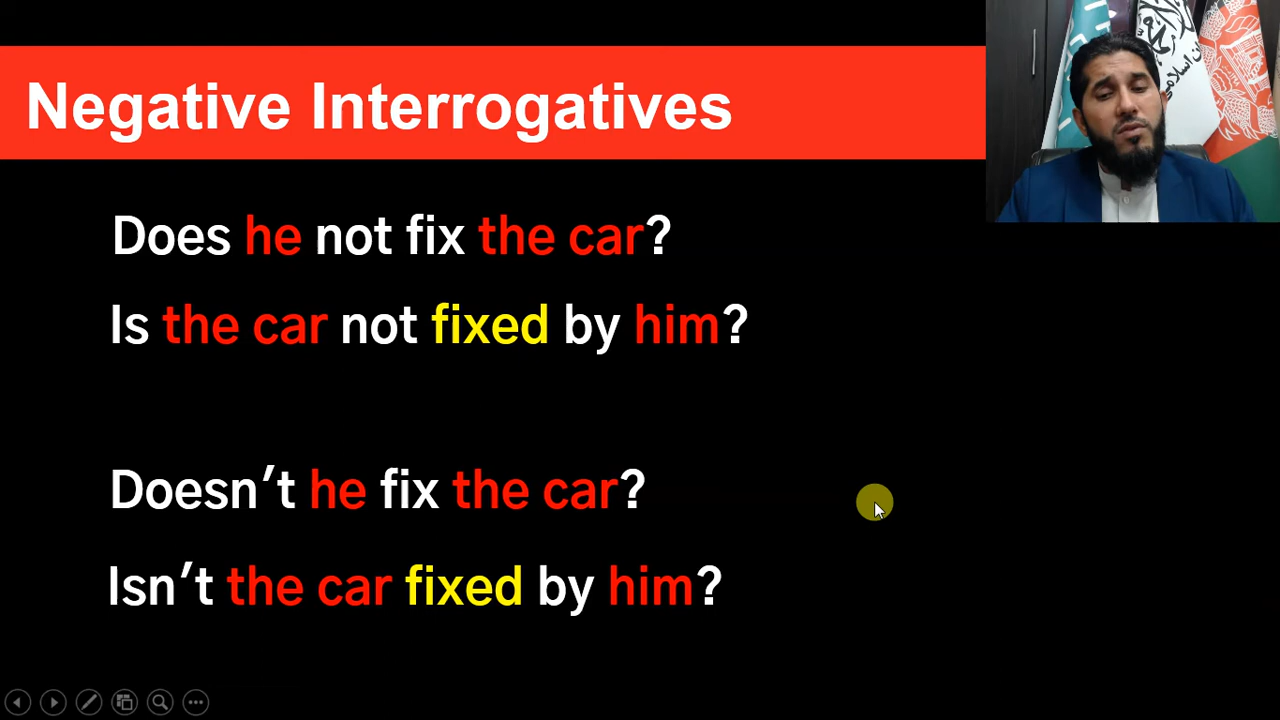 Negative Interrogatives
Does he not fix the car?
Is the car not fixed by him?
Doesn't he fix the car?
Isn't the car fixed by him?